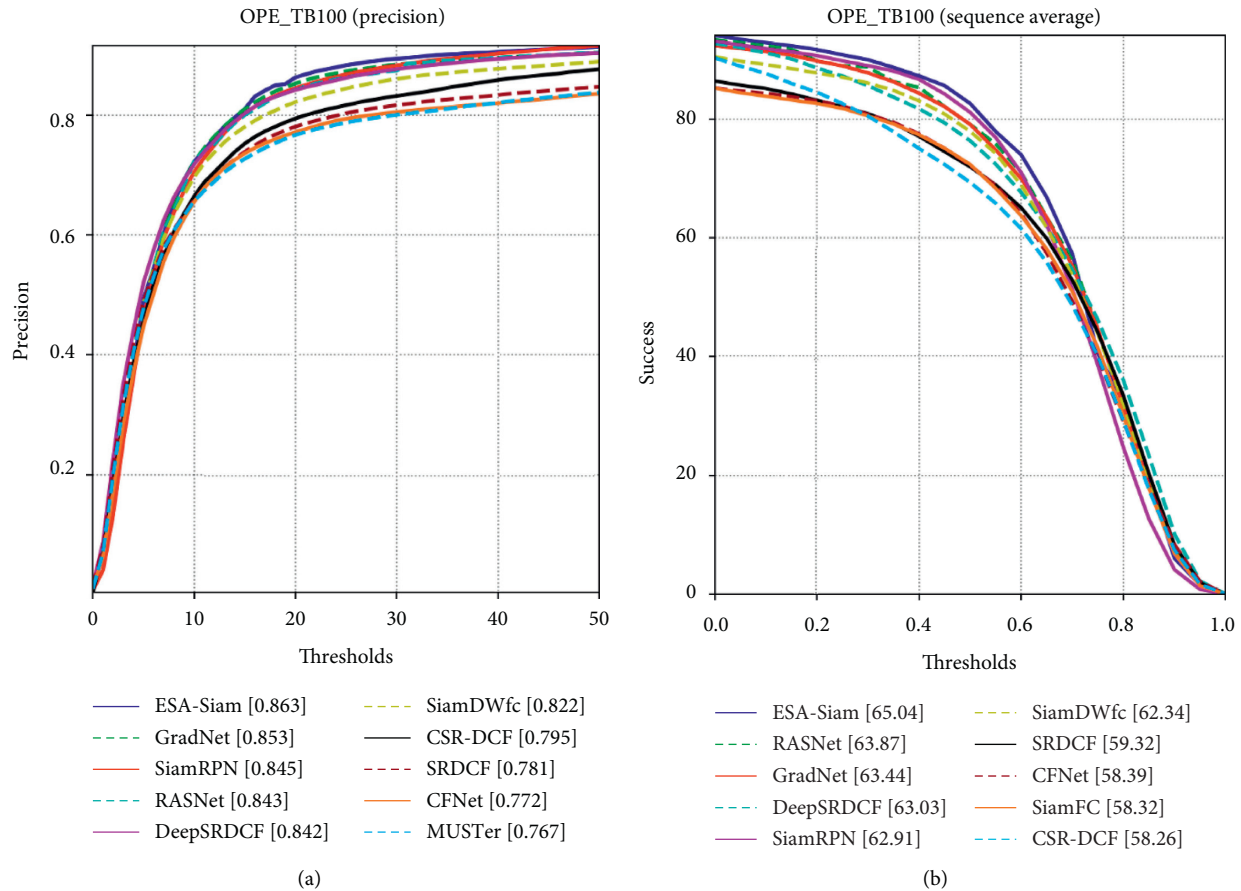 OPE_TB100 (precision)
0.8
0.6
0.4
0.2
Precision
0 10 20 30 40 50
Thresholds
ESA-Siam [0.863]
GradNet [0.853]
SiamRPN [0.845]
RASNet [0.843]
DeepSRDCF [0.842]
SiamDWfc [0.822]
CSR-DCF [0.795]
SRDCF [0.781]
CFNet [0.772]
MUSTer [0.767]
(a)
OPE_TB100 (sequence average)
80
60
40
20
0
Success
0.0 0.2 0.4 0.6 0.8 1.0
Thresholds
ESA-Siam [65.04]
RASNet [63.87]
GradNet [63.44]
DeepSRDCF [63.03]
SiamRPN [62.91]
SiamDWfc [62.34]
SRDCF [59.32]
CFNet [58.39]
SiamFC [58.32]
CSR-DCF [58.26]
(b)